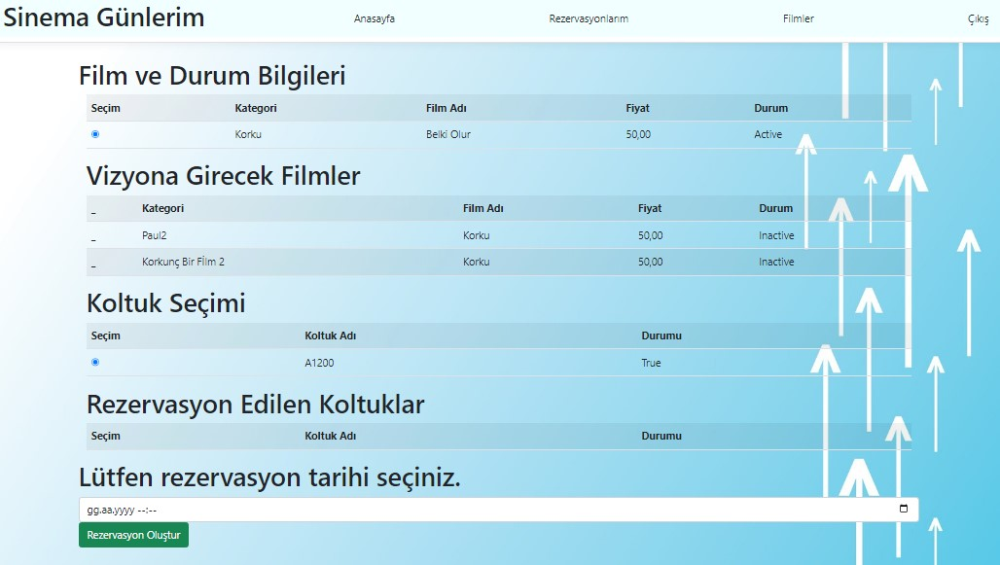 Sinema Günlerim Anasayfa Rezervasyonlarım Filmler Çıkış
Film ve Durum Bilgileri
Seçim Kategori Film Adı Fiyat Durum
Korku Belki Olur 50,00 Active
Vizyona Girecek Filmler
_ Kategori Film Adı Fiyat Durum
_ Paul2 Korku 50,00 Inactive
_ Korkunç Bir Film 2 Korku 50,00 Inactive
Koltuk Seçimi
Seçim Koltuk Adı Durumu
A1200 True
Rezervasyon Edilen Koltuklar
Seçim Koltuk Adı Durumu
Lütfen rezervasyon tarihi seçiniz.
gg.aa.yyyy --:--
Rezervasyon Oluştur